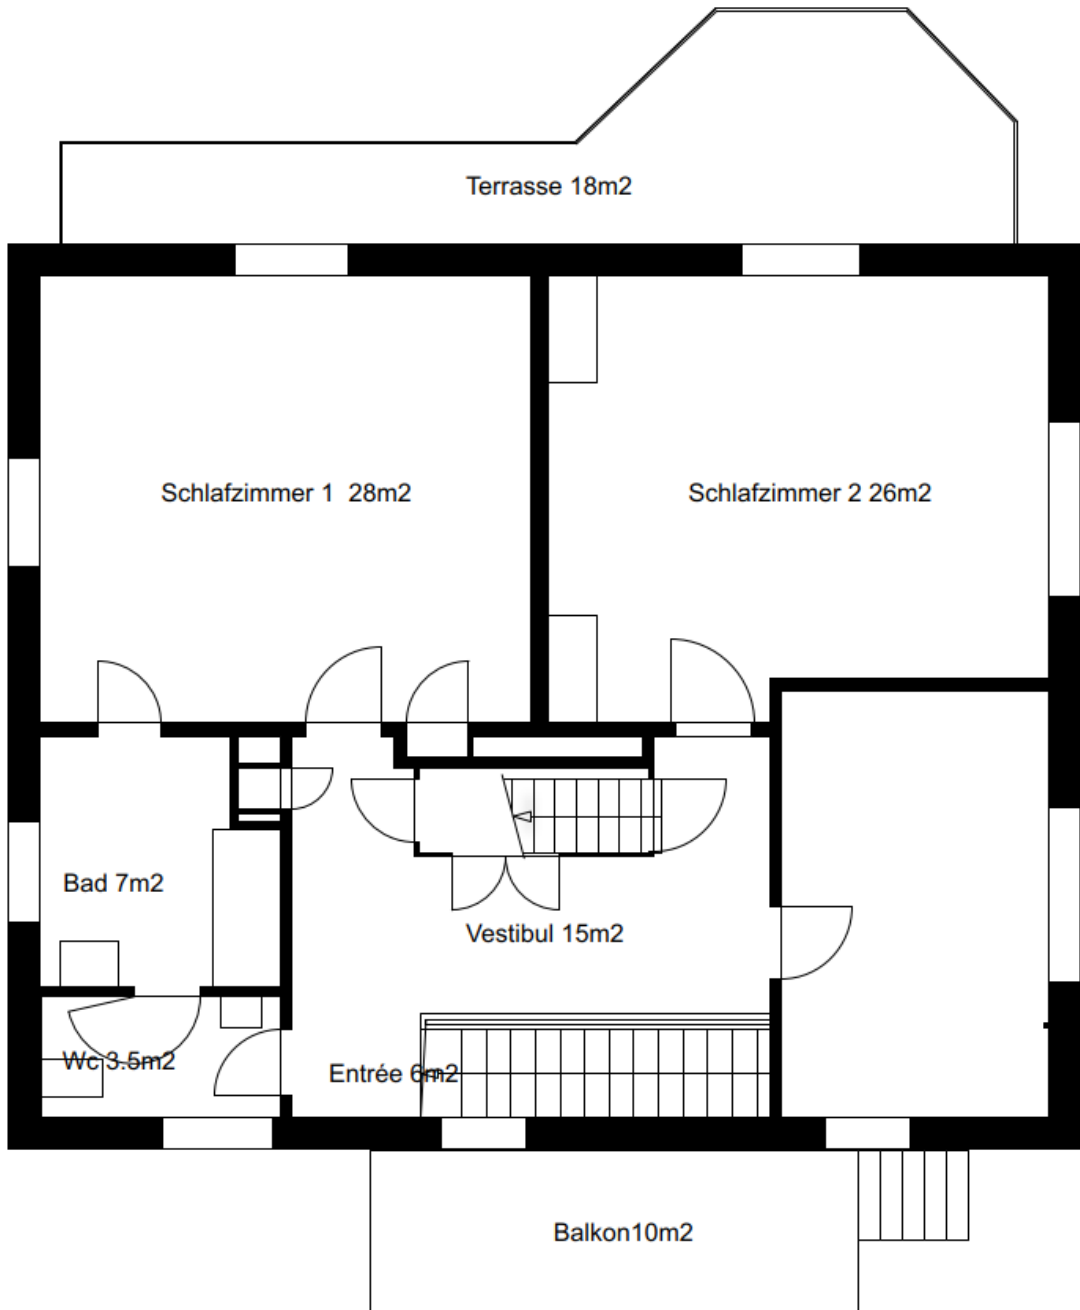 Terrasse 18m2
Schlafzimmer 1  28m2
Schlafzimmer 2 26m2
Bad 7m2
Vestibul 15m2
Wc 3.5m2
Entrée 6m2
Balkon10m2